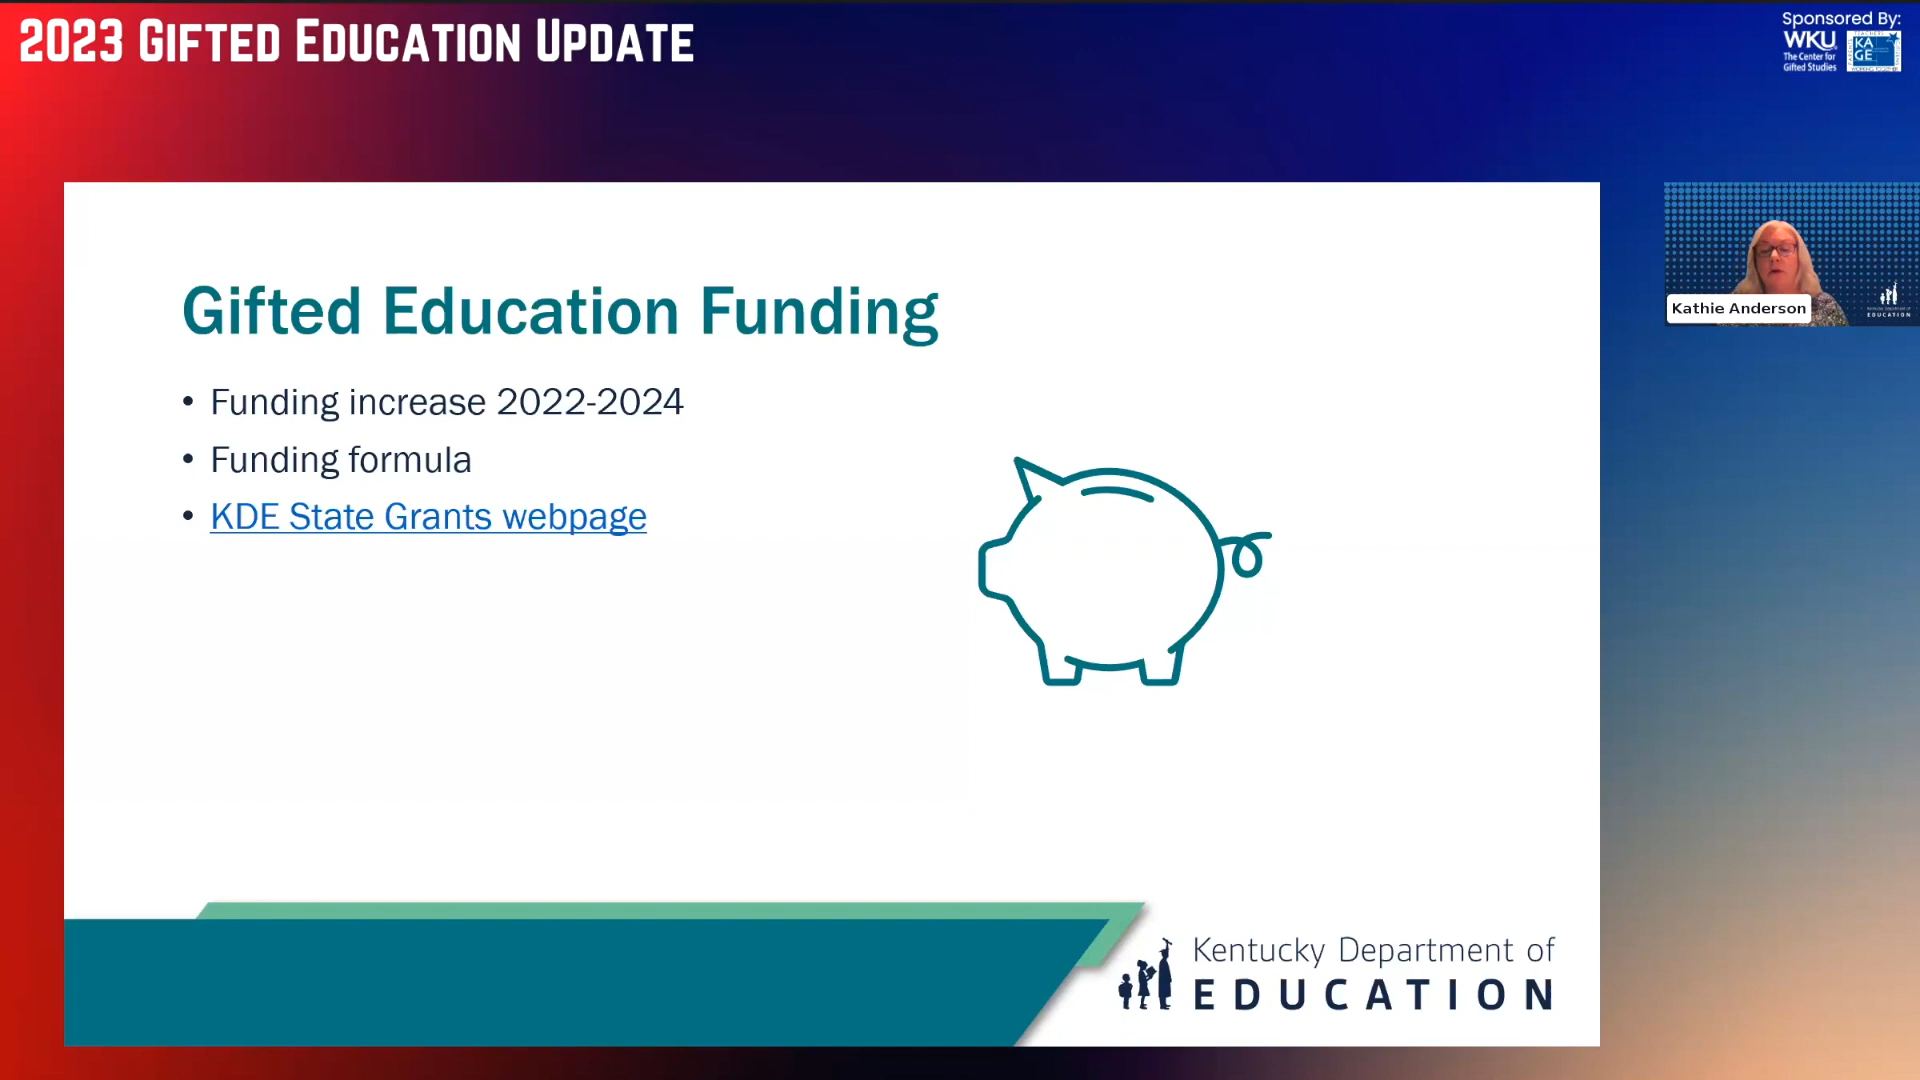 2023 GIFTED EDUCATION UPDATE
Sponsored By:
WKU
The Center for
Gifted Studies
KA
GE
Gifted Education Funding
• Funding increase 2022-2024
• Funding formula
• KDE State Grants webpage
Kathie Anderson
EDUCATION
Kentucky Department of
EDUCATION